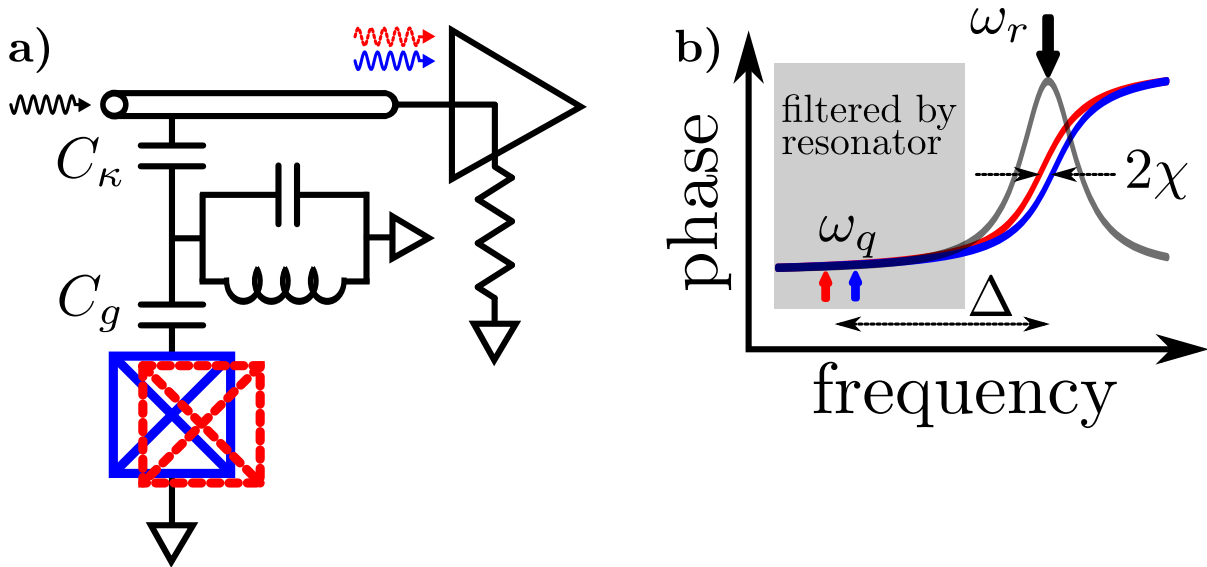 a)
C_κ
C_g
b)
ω_r
filtered by
resonator
2χ
ω_q
Δ
phase
frequency